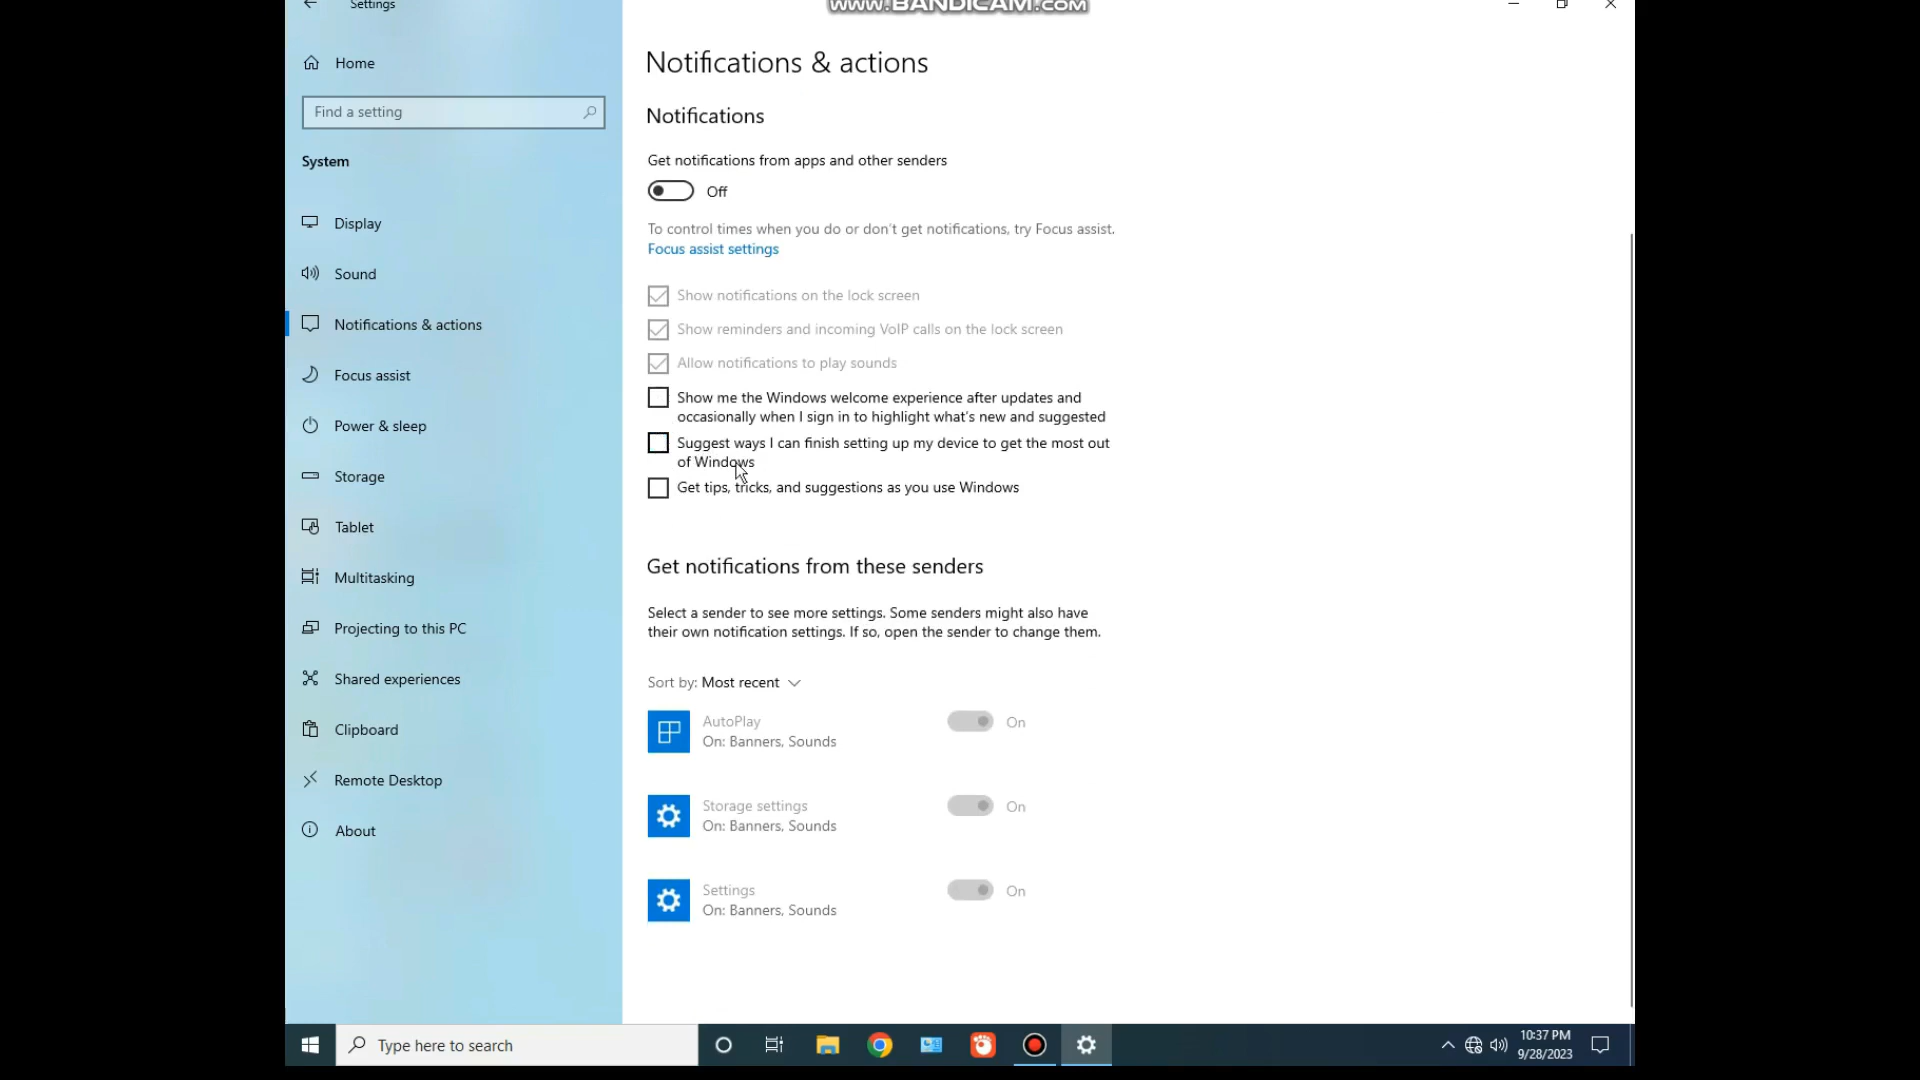 Settings
www.BANDICAM.com
Home
Find a setting
System
Display
Sound
Notifications & actions
Focus assist
Power & sleep
Storage
Tablet
Multitasking
Projecting to this PC
Shared experiences
Clipboard
Remote Desktop
About
Notifications & actions
Notifications
Get notifications from apps and other senders
Off
To control times when you do or don't get notifications, try Focus assist.
Focus assist settings
Show notifications on the lock screen
Show reminders and incoming VoIP calls on the lock screen
Allow notifications to play sounds
Show me the Windows welcome experience after updates and
occasionally when I sign in to highlight what's new and suggested
Suggest ways I can finish setting up my device to get the most out
of Windows
Get tips, tricks, and suggestions as you use Windows
Get notifications from these senders
Select a sender to see more settings. Some senders might also have
their own notification settings. If so, open the sender to change them.
Sort by: Most recent
AutoPlay
On: Banners, Sounds
On
Storage settings
On: Banners, Sounds
On
Settings
On: Banners, Sounds
On
Type here to search
10:37 PM
9/28/2023